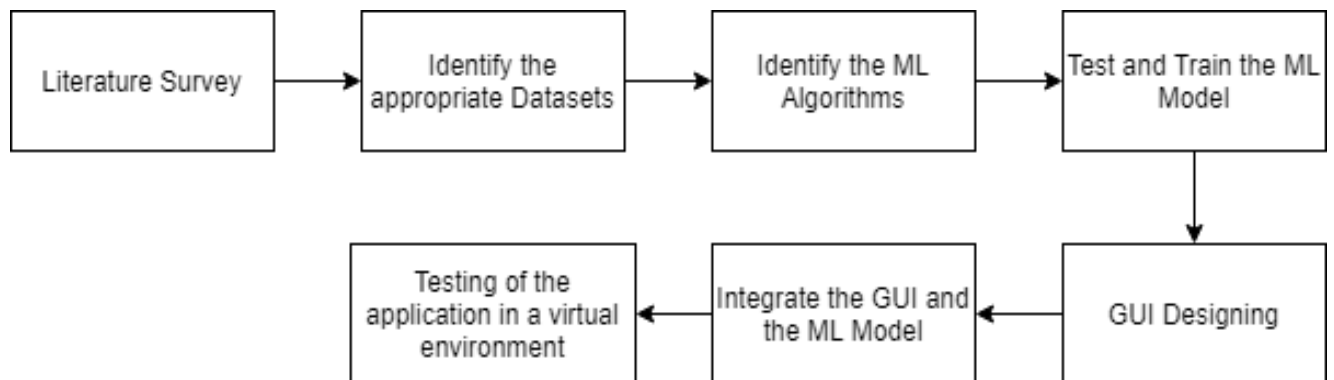 Literature Survey
Identify the
appropriate Datasets
Identify the ML
Algorithms
Test and Train the ML
Model
GUI Designing
Integrate the GUI and
the ML Model
Testing of the
application in a virtual
environment